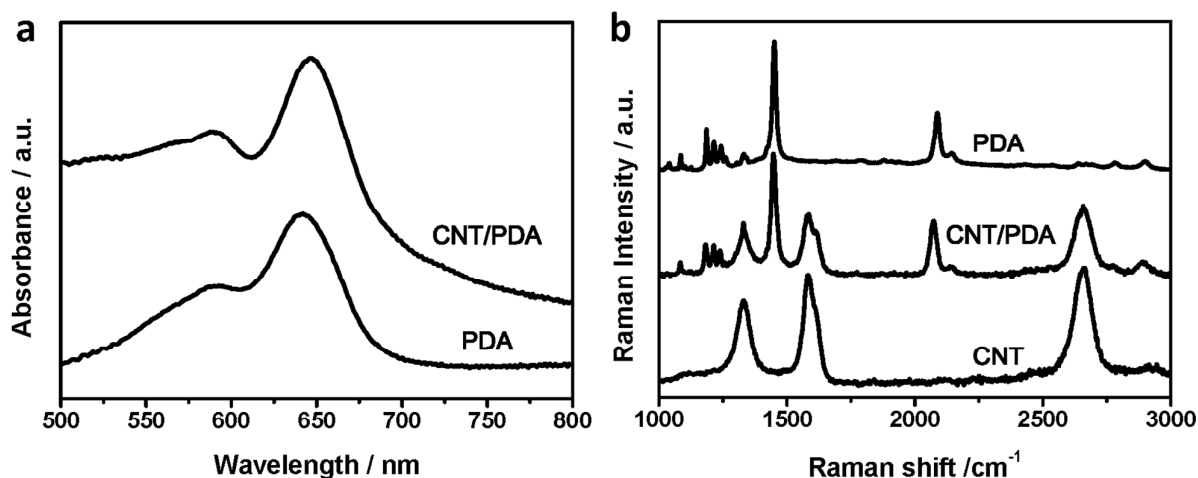 a
Absorbance / a.u.
CNT/PDA
PDA
500 550 600 650 700 750 800
Wavelength / nm
b
Raman Intensity / a.u.
PDA
CNT/PDA
CNT
1000 1500 2000 2500 3000
Raman shift /cm⁻¹